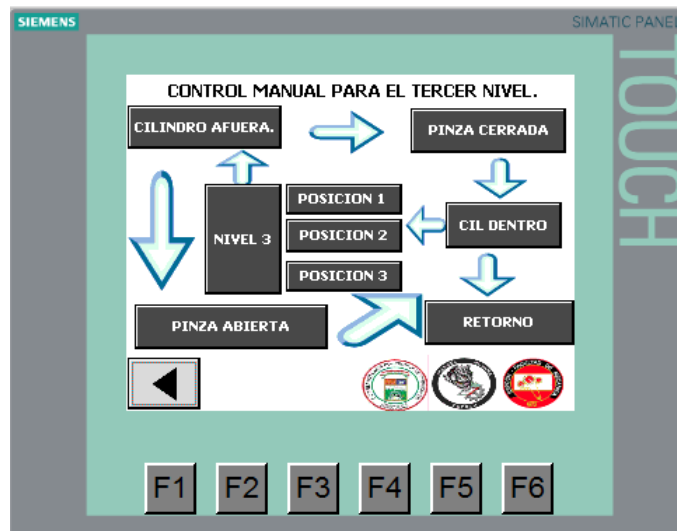 SIEMENS
SIMATIC PANEL
TOUCH
CONTROL MANUAL PARA EL TERCER NIVEL.
CILINDRO AFUERA.
PINZA CERRADA
POSICION 1
NIVEL 3
POSICION 2
CIL DENTRO
POSICION 3
PINZA ABIERTA
RETORNO
F1 F2 F3 F4 F5 F6